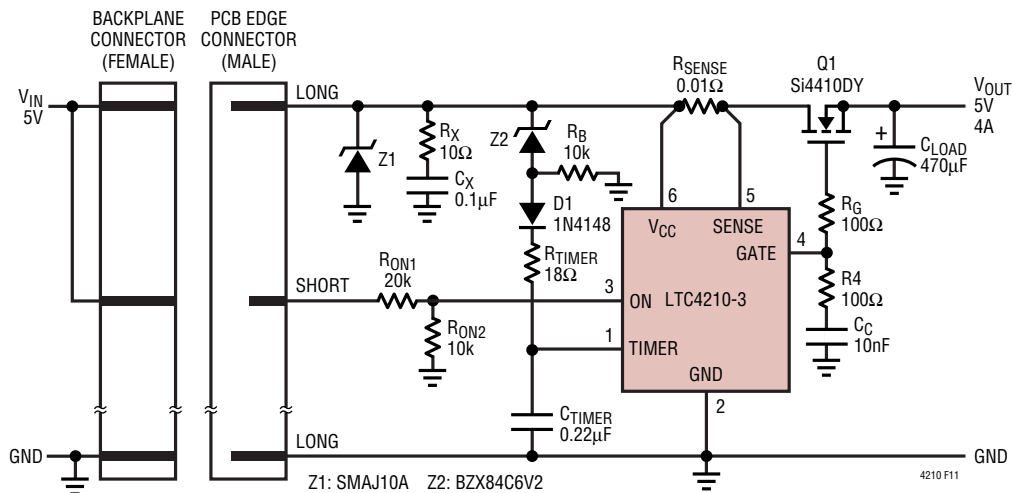 BACKPLANE
CONNECTOR
(FEMALE)
PCB EDGE
CONNECTOR
(MALE)
VIN
5V
LONG
Z1
RX
10Ω
CX
0.1µF
Z2
RB
10k
D1
1N4148
RTIMER
18Ω
RSENSE
0.01Ω
Q1
Si4410DY
VOUT
5V
4A
+
CLOAD
470µF
6
5
VCC
SENSE
GATE
4
RG
100Ω
R4
100Ω
CC
10nF
SHORT
RON1
20k
RON2
10k
3
ON
LTC4210-3
1
TIMER
GND
2
CTIMER
0.22µF
LONG
GND
GND
Z1: SMAJ10A Z2: BZX84C6V2
4210 F11